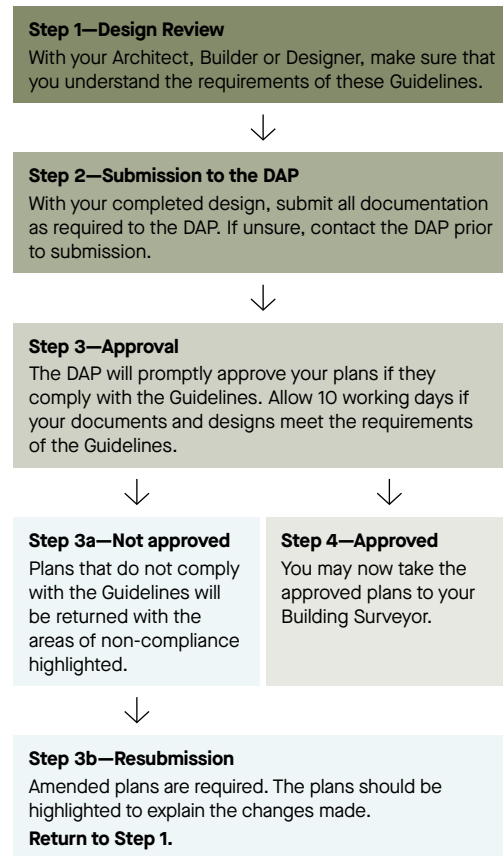 Step 1—Design Review
With your Architect, Builder or Designer, make sure that
you understand the requirements of these Guidelines.
Step 2—Submission to the DAP
With your completed design, submit all documentation
as required to the DAP. If unsure, contact the DAP prior
to submission.
Step 3—Approval
The DAP will promptly approve your plans if they
comply with the Guidelines. Allow 10 working days if
your documents and designs meet the requirements
of the Guidelines.
Step 3a—Not approved
Plans that do not comply
with the Guidelines will
be returned with the
areas of non-compliance
highlighted.
Step 4—Approved
You may now take the
approved plans to your
Building Surveyor.
Step 3b—Resubmission
Amended plans are required. The plans should be
highlighted to explain the changes made.
Return to Step 1.